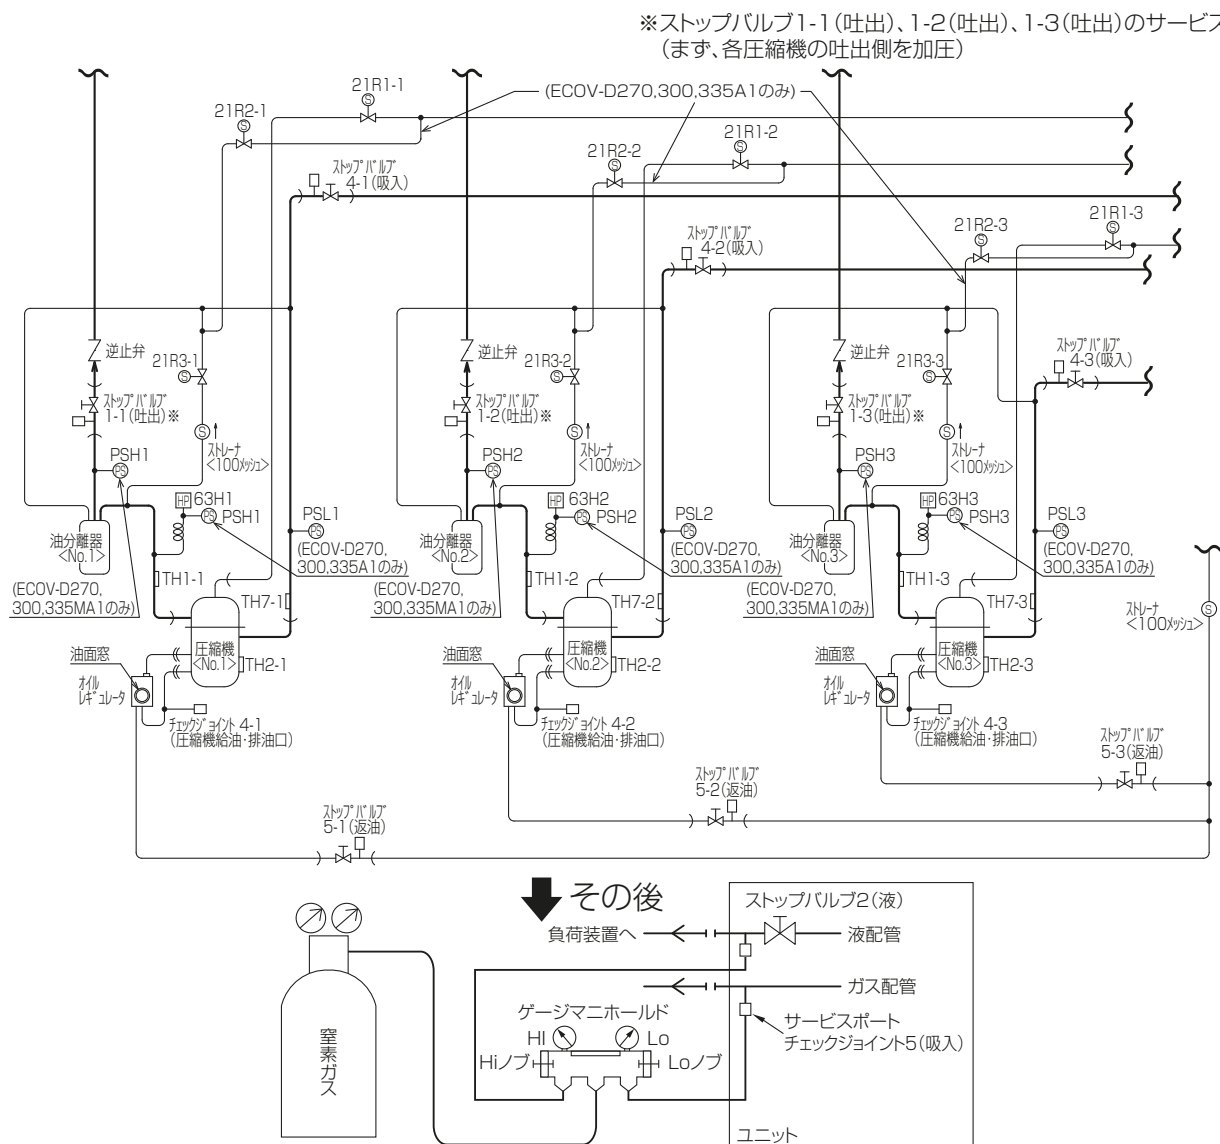 ※ストップバルブ1-1(吐出)、1-2(吐出)、1-3(吐出)のサービス
(まず、各圧縮機の吐出側を加圧)
21R1-1
21R2-1
(ECOV-D270,300,335A1のみ)
21R1-2
21R2-2
ストップバルブ
4-1(吸入)
21R1-3
21R2-3
ストップバルブ
4-2(吸入)
逆止弁
21R3-1
ストップバルブ
1-1(吐出)※
ストレーナ
<100メッシュ>
PSH1
HP
63H1
PSH1
PSL1
油分離器
<No.1>
(ECOV-D270,
300,335A1のみ)
(ECOV-D270,
300,335MA1のみ)
TH1-1
TH7-1
圧縮機
<No.1>
TH2-1
油面窓
オイル
レギュレータ
チェックジョイント 4-1
(圧縮機給油・排油口)
逆止弁
21R3-2
ストップバルブ
1-2(吐出)※
ストレーナ
<100メッシュ>
PSH2
HP
63H2
PSH2
PSL2
油分離器
<No.2>
(ECOV-D270,
300,335A1のみ)
(ECOV-D270,
300,335MA1のみ)
TH1-2
TH7-2
圧縮機
<No.2>
TH2-2
油面窓
オイル
レギュレータ
チェックジョイント 4-2
(圧縮機給油・排油口)
逆止弁
21R3-3
ストップバルブ
4-3(吸入)
ストップバルブ
1-3(吐出)※
ストレーナ
<100メッシュ>
PSH3
HP
63H3
PSH3
PSL3
油分離器
<No.3>
(ECOV-D270,
300,335A1のみ)
(ECOV-D270,
300,335MA1のみ)
TH1-3
TH7-3
圧縮機
<No.3>
TH2-3
油面窓
オイル
レギュレータ
チェックジョイント 4-3
(圧縮機給油・排油口)
ストレーナ
<100メッシュ>
ストップバルブ
5-3(返油)
ストップバルブ
5-2(返油)
ストップバルブ
5-1(返油)
その後
ストップバルブ2(液)
負荷装置へ
液配管
ガス配管
ゲージマニホールド
HI
Lo
サービスポート
チェックジョイント5(吸入)
Hiノブ
Loノブ
窒素ガス
ユニット